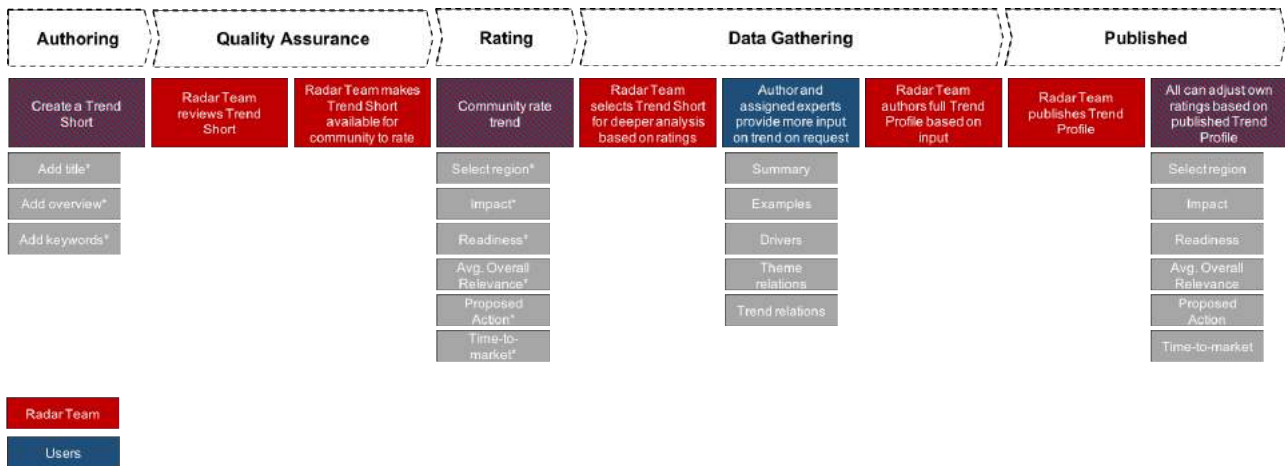 Authoring
Quality Assurance
Rating
Data Gathering
Published
Create a Trend
Short
Radar Team
reviews Trend
Short
Radar Team makes
Trend Short
available for
community to rate
Community rate
trend
Radar Team
selects Trend Short
for deeper analysis
based on ratings
Author and
assigned experts
provide more input
on trend on request
Radar Team
authors full Trend
Profile based on
input
Radar Team
publishes Trend
Profile
All can adjust own
ratings based on
published Trend
Profile
Add title*
Add overview*
Add keywords*
Select region*
Impact*
Readiness*
Avg. Overall
Relevance*
Proposed
Action*
Time-to-
market*
Summary
Examples
Drivers
Theme
relations
Trend relations
Select region
Impact
Readiness
Avg. Overall
Relevance
Proposed
Action
Time-to-market
Radar Team
Users